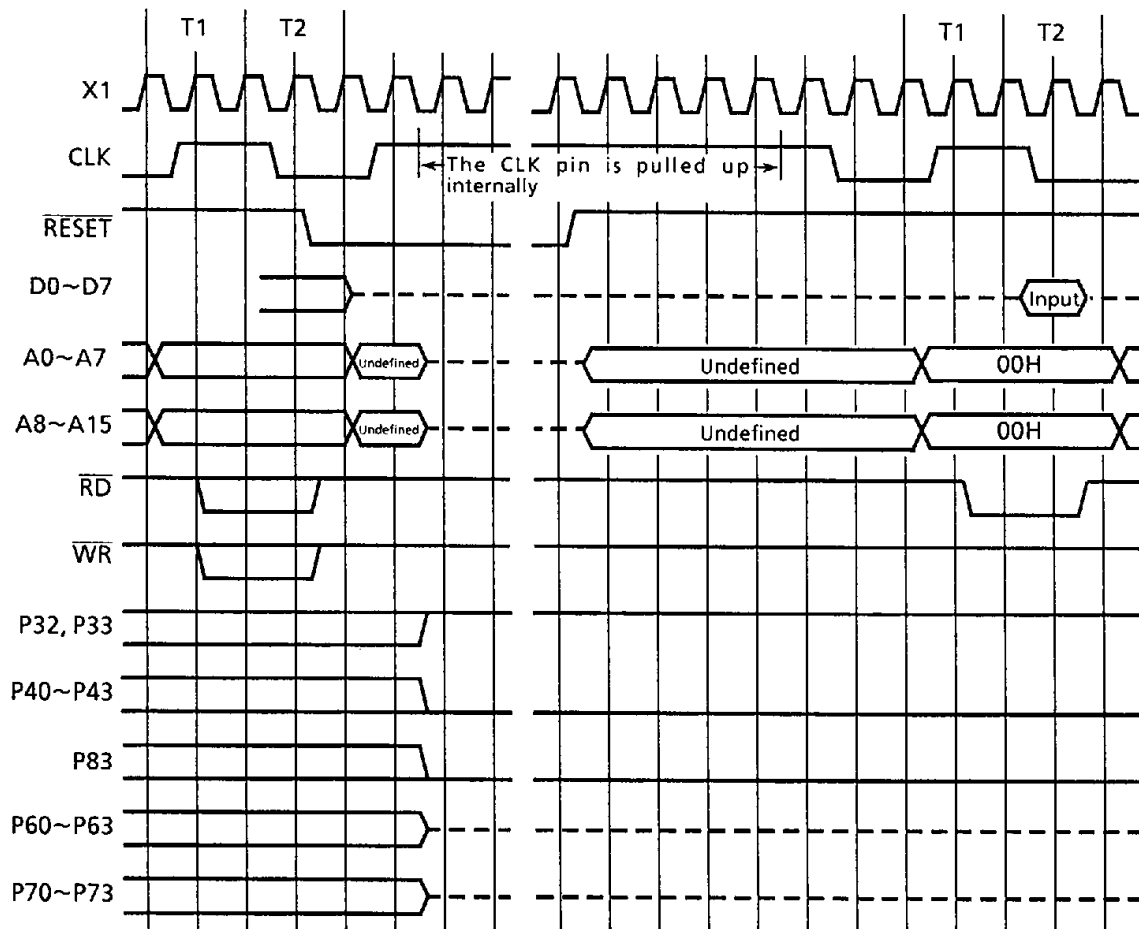 T1 T2 T1 T2
X1
CLK
The CLK pin is pulled up
internally
RESET
D0~D7
Input
A0~A7 Undefined Undefined 00H
A8~A15 Undefined Undefined 00H
RD
WR
P32, P33
P40~P43
P83
P60~P63
P70~P73